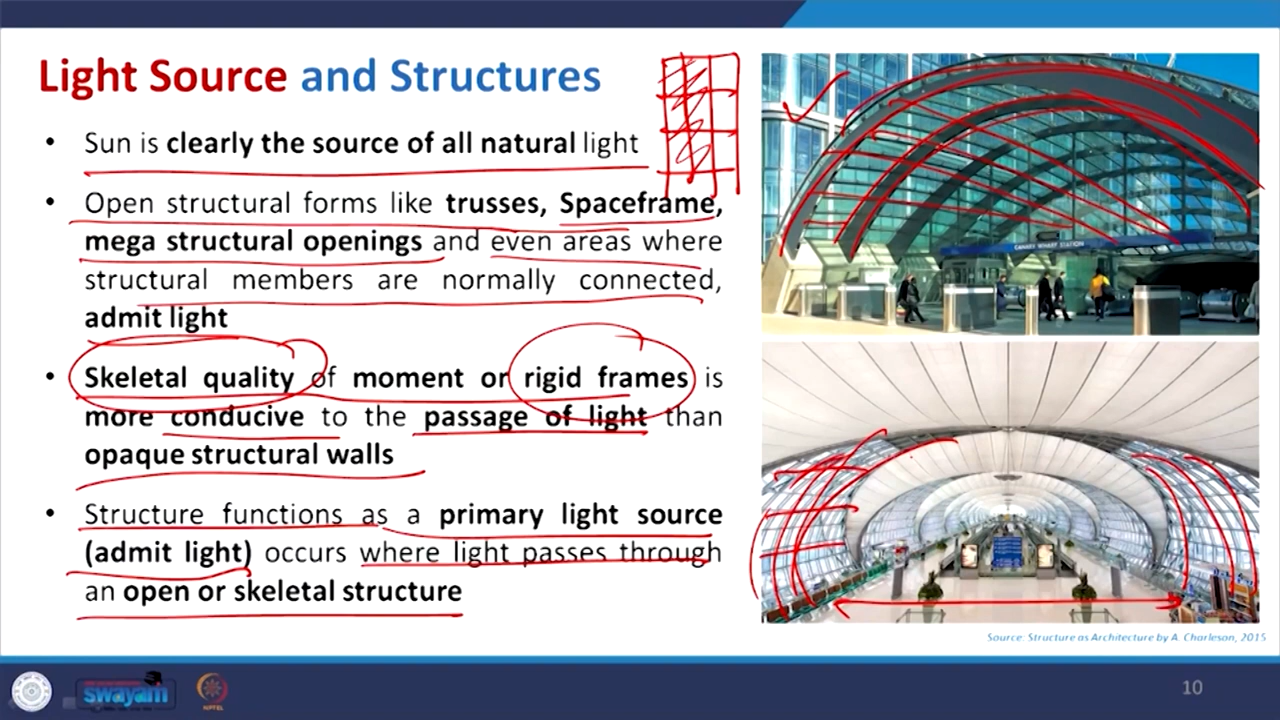 Light Source and Structures
• Sun is clearly the source of all natural light
• Open structural forms like trusses, Spaceframe,
mega structural openings and even areas where
structural members are normally connected,
admit light
• Skeletal quality of moment or rigid frames is
more conducive to the passage of light than
opaque structural walls
• Structure functions as a primary light source
(admit light) occurs where light passes through
an open or skeletal structure
CANARY WHARF STATION
Source: Structure as Architecture by A. Charleson, 2015
swayam
NPTEL
10